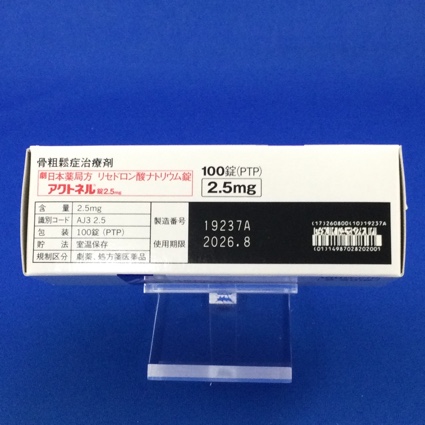 骨粗鬆症治療剤
劇 日本薬局方 リセドロン酸ナトリウム錠
アクトネル錠2.5mg
100錠(PTP)
2.5mg
含 量 2.5mg
識別コード AJ3 2.5
包 装 100錠(PTP)
貯 法 室温保存
規制区分 劇薬、処方箋医薬品
製造番号 19237A
使用期限 2026.8
(17)260800(10)19237A
(01)14987028202001